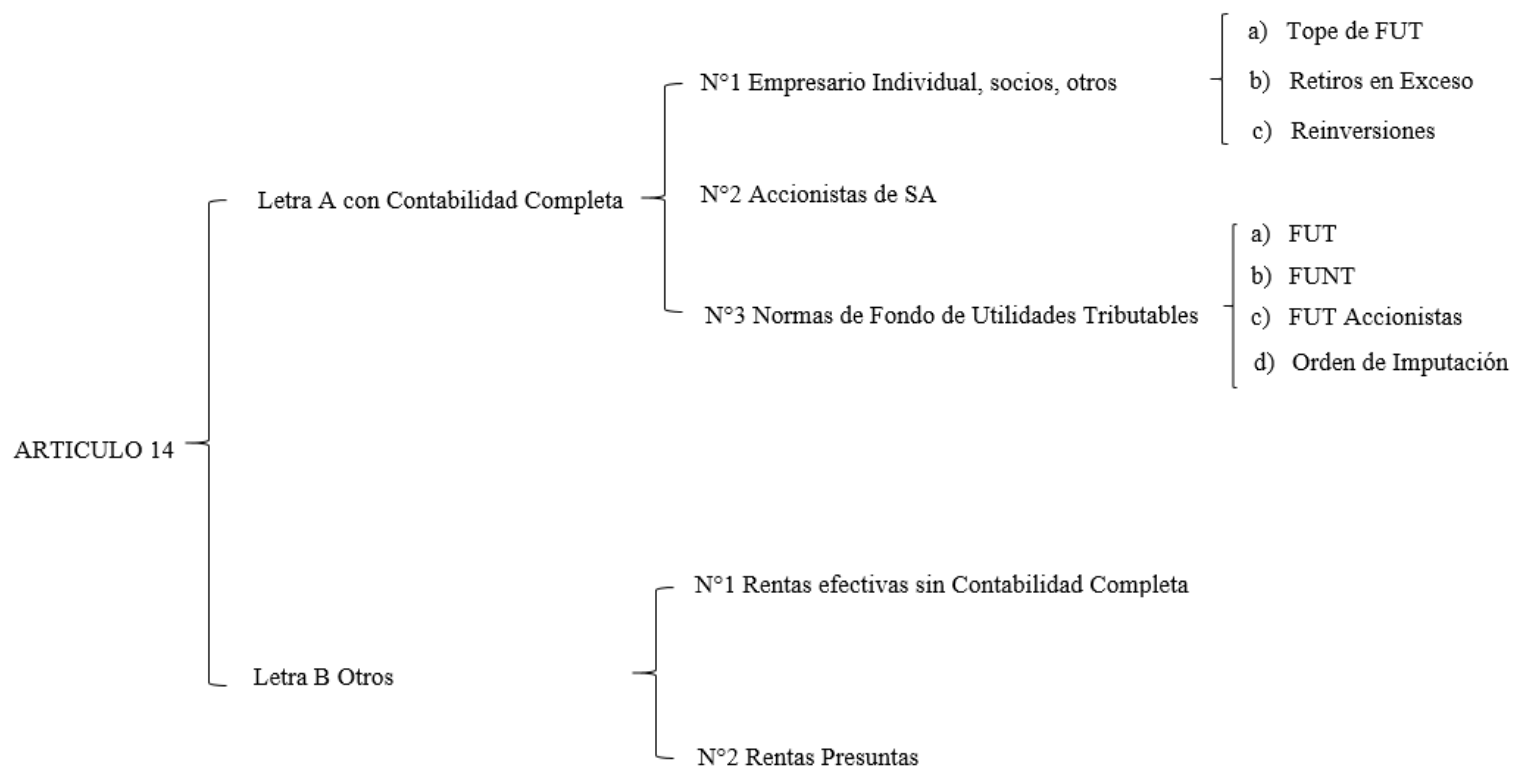 ARTICULO 14
Letra A con Contabilidad Completa
N°1 Empresario Individual, socios, otros
a) Tope de FUT
b) Retiros en Exceso
c) Reinversiones
N°2 Accionistas de SA
N°3 Normas de Fondo de Utilidades Tributables
a) FUT
b) FUNT
c) FUT Accionistas
d) Orden de Imputación
Letra B Otros
N°1 Rentas efectivas sin Contabilidad Completa
N°2 Rentas Presuntas